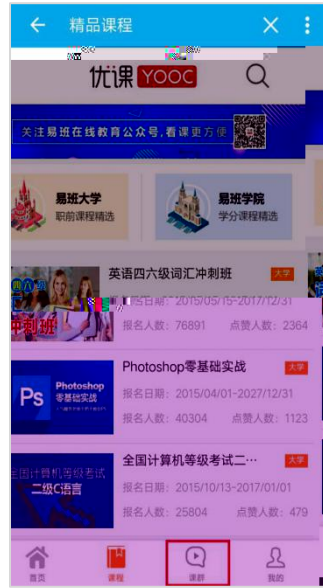 精品课程
优课 YOOC
关注易班在线教育公众号,看课更方便
易班大学
职前课程精选
易班学院
学分课程精选
英语四六级词汇冲刺班
大学
2015/05/15-2017/12/31
报名人数: 76891
点赞人数: 2364
冲刺班
Photoshop零基础实战
大学
Ps
Photoshop
零基础实战
报名日期: 2015/04/01-2027/12/31
报名人数: 40304
点赞人数: 1123
全国计算机等级考试二…
大学
全国计算机等级考试
二级C语言
报名日期: 2015/10/13-2017/01/01
报名人数: 25804
点赞人数: 479
首页
课程
课群
我的